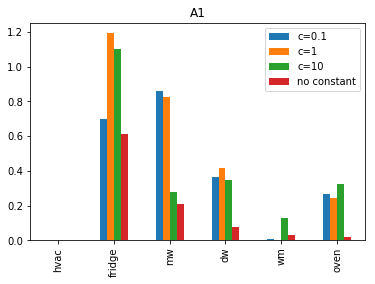 A1
1.2
1.0
0.8
0.6
0.4
0.2
0.0
c=0.1
c=1
c=10
no constant
hvac
fridge
mw
dw
wm
oven